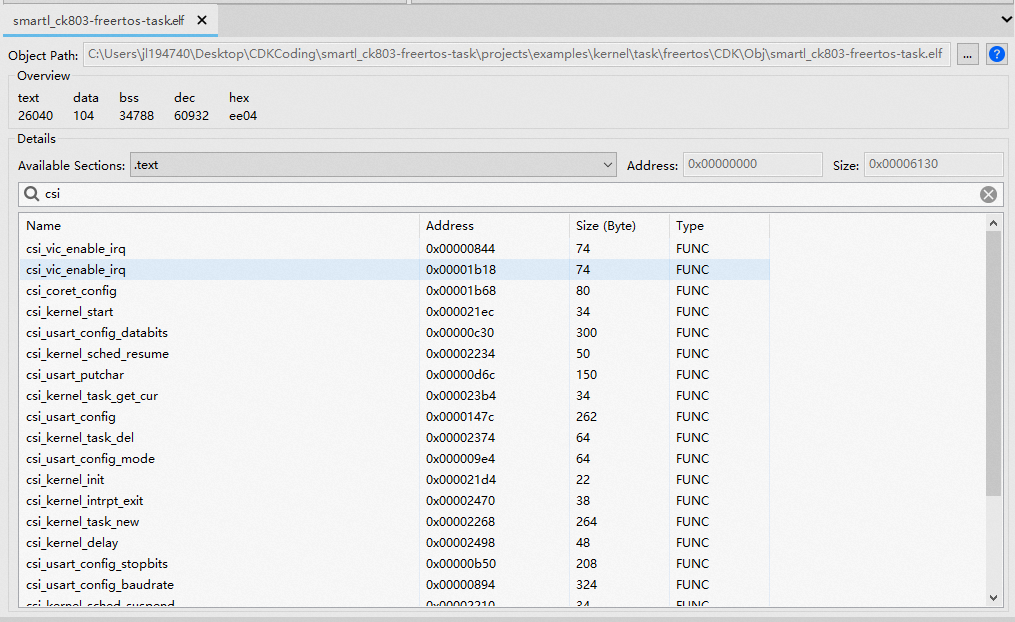 smartl_ck803-freertos-task.elf
Object Path: C:\Users\jl194740\Desktop\CDKCoding\smartl_ck803-freertos-task\projects\examples\kernel\task\freertos\CDK\Obj\smartl_ck803-freertos-task.elf ... ?
Overview
text data bss dec hex
26040 104 34788 60932 ee04
Details
Available Sections: .text Address: 0x00000000 Size: 0x00006130
csi
Name Address Size (Byte) Type
csi_vic_enable_irq 0x00000844 74 FUNC
csi_vic_enable_irq 0x00001b18 74 FUNC
csi_coret_config 0x00001b68 80 FUNC
csi_kernel_start 0x000021ec 34 FUNC
csi_usart_config_databits 0x00000c30 300 FUNC
csi_kernel_sched_resume 0x00002234 50 FUNC
csi_usart_putchar 0x00000d6c 150 FUNC
csi_kernel_task_get_cur 0x000023b4 34 FUNC
csi_usart_config 0x0000147c 262 FUNC
csi_kernel_task_del 0x00002374 64 FUNC
csi_usart_config_mode 0x000009e4 64 FUNC
csi_kernel_init 0x000021d4 22 FUNC
csi_kernel_intrpt_exit 0x00002470 38 FUNC
csi_kernel_task_new 0x00002268 264 FUNC
csi_kernel_delay 0x00002498 48 FUNC
csi_usart_config_stopbits 0x00000b50 208 FUNC
csi_usart_config_baudrate 0x00000894 324 FUNC
csi_kernel_sched_suspend 0x00002210 34 FUNC